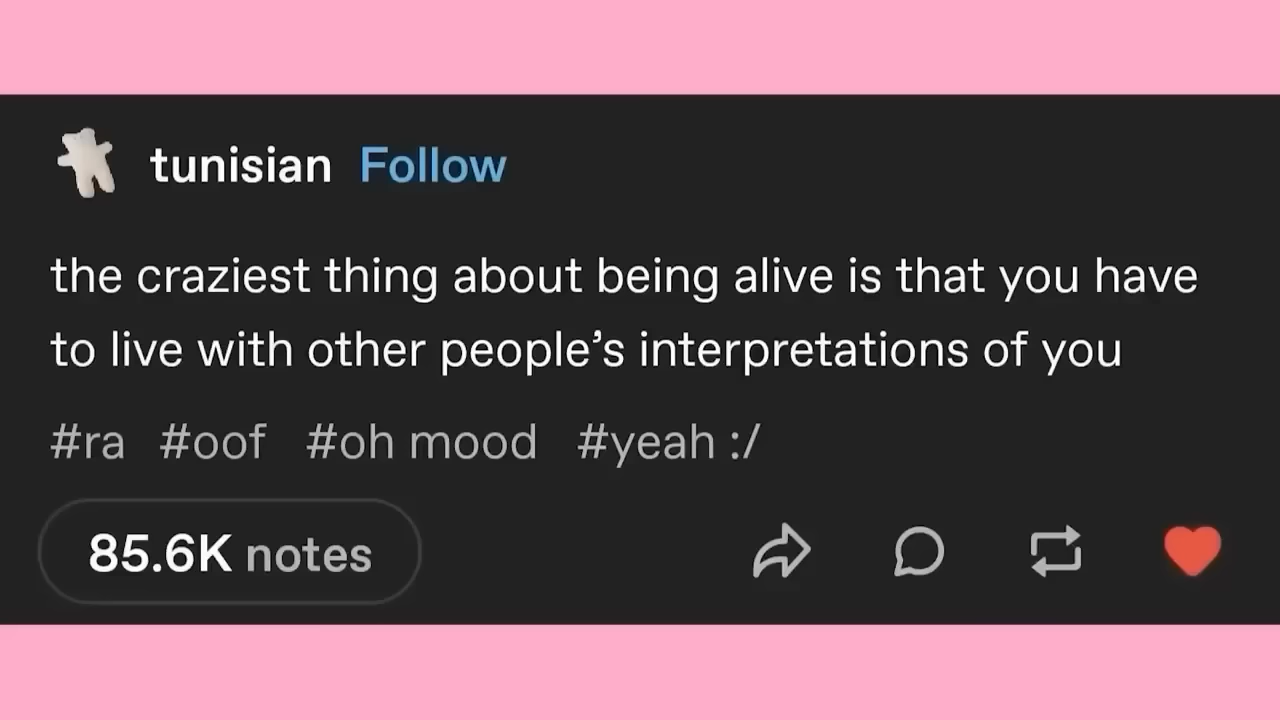 tunisian Follow
the craziest thing about being alive is that you have
to live with other people’s interpretations of you
#ra #oof #oh mood #yeah :/
85.6K notes